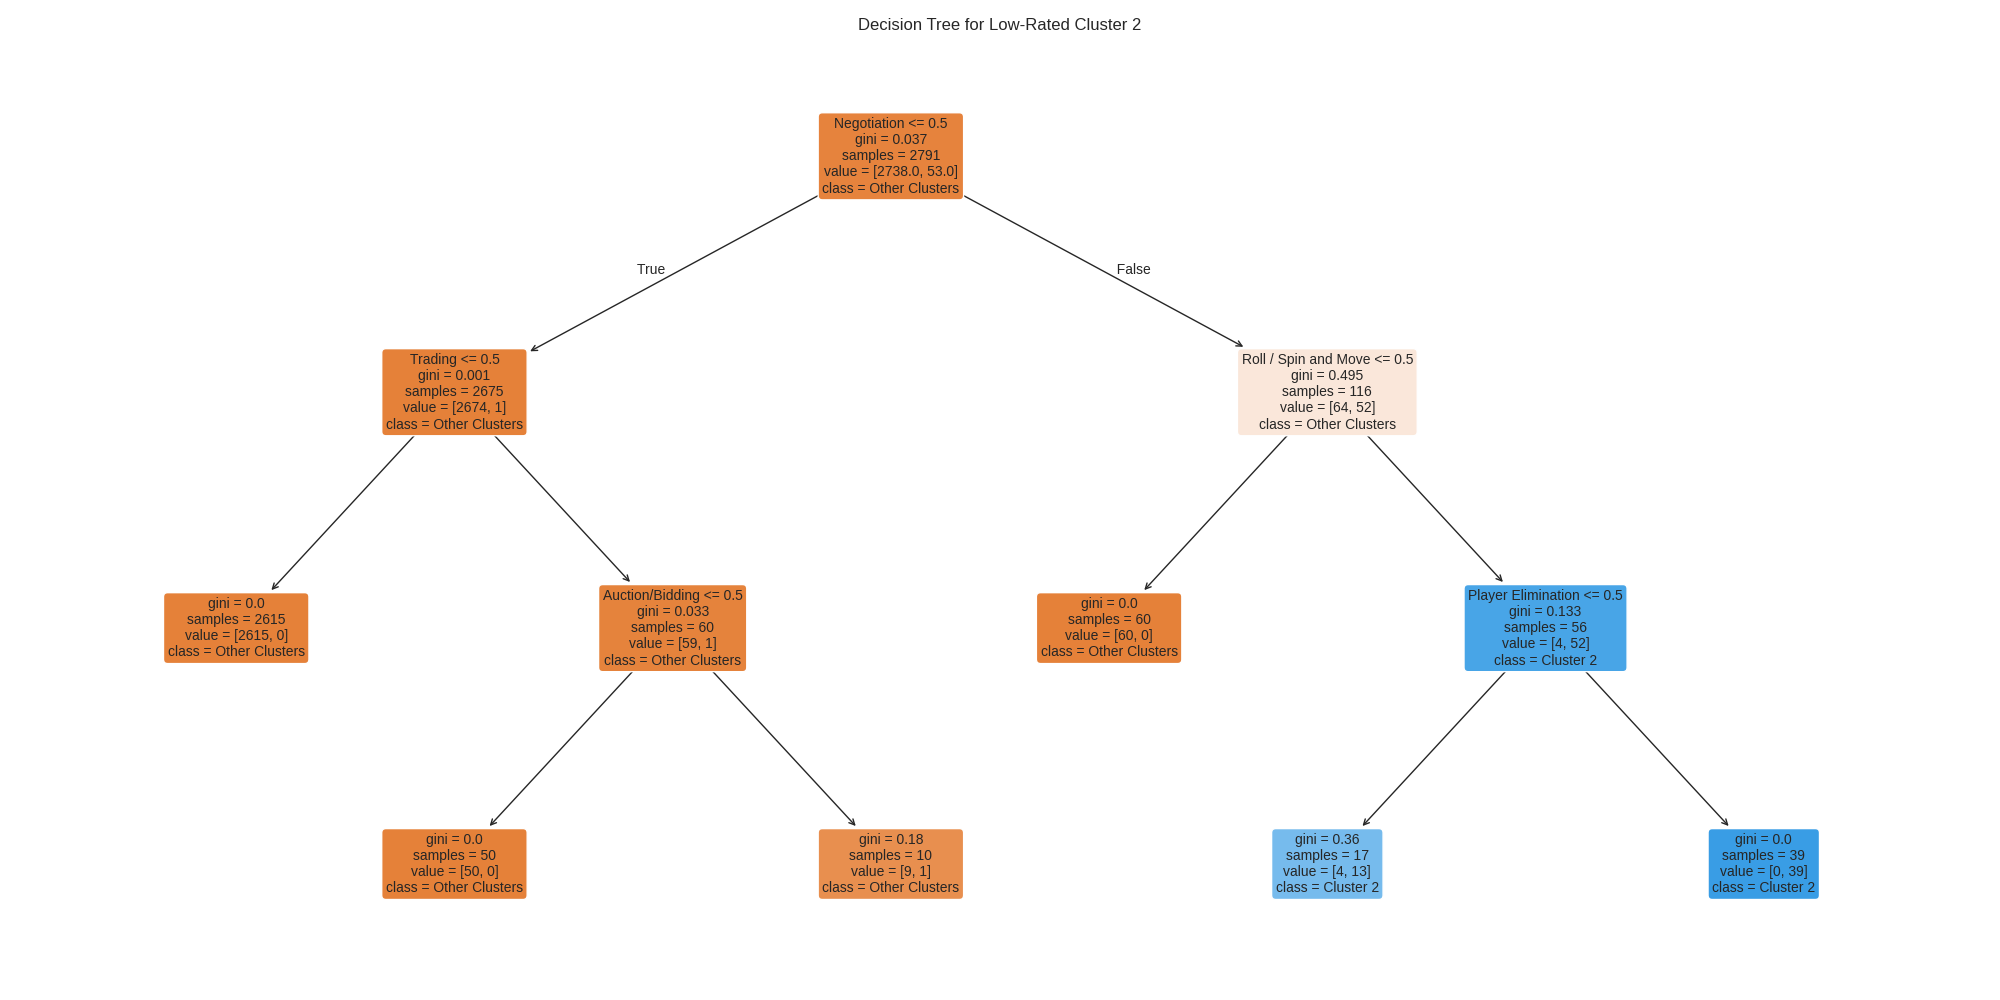 Decision Tree for Low-Rated Cluster 2
Negotiation <= 0.5
gini = 0.037
samples = 2791
value = [2738.0, 53.0]
class = Other Clusters
True
False
Trading <= 0.5
gini = 0.001
samples = 2675
value = [2674, 1]
class = Other Clusters
Roll / Spin and Move <= 0.5
gini = 0.495
samples = 116
value = [64, 52]
class = Other Clusters
gini = 0.0
samples = 2615
value = [2615, 0]
class = Other Clusters
Auction/Bidding <= 0.5
gini = 0.033
samples = 60
value = [59, 1]
class = Other Clusters
gini = 0.0
samples = 60
value = [60, 0]
class = Other Clusters
Player Elimination <= 0.5
gini = 0.133
samples = 56
value = [4, 52]
class = Cluster 2
gini = 0.0
samples = 50
value = [50, 0]
class = Other Clusters
gini = 0.18
samples = 10
value = [9, 1]
class = Other Clusters
gini = 0.36
samples = 17
value = [4, 13]
class = Cluster 2
gini = 0.0
samples = 39
value = [0, 39]
class = Cluster 2